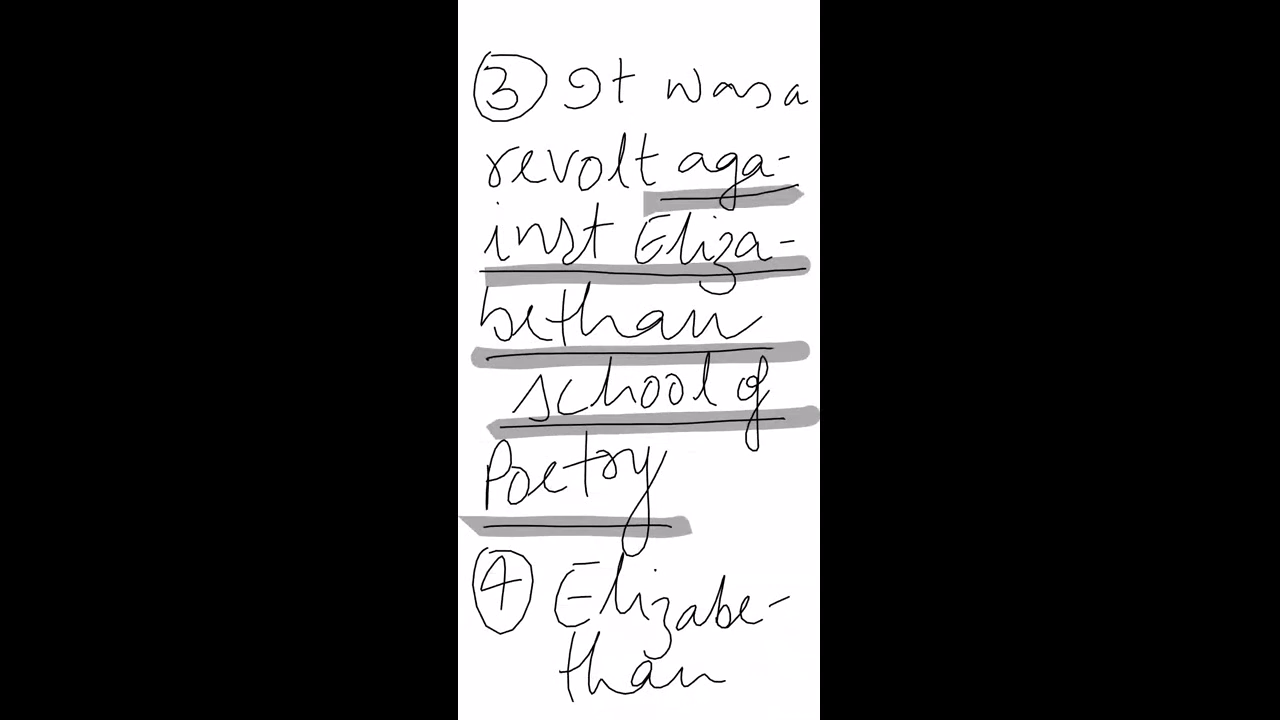 ③ It was a
revolt aga-
inst Eliza-
bethan
school of
Poetry
④ Elizabe-
than